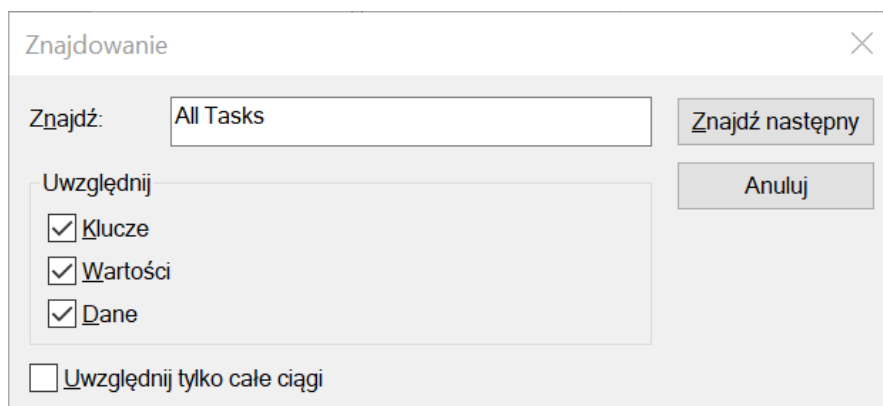 Znajdowanie
Znajdź: All Tasks
Znajdź następny
Uwzględnij
Anuluj
Klucze
Wartości
Dane
Uwzględnij tylko całe ciągi